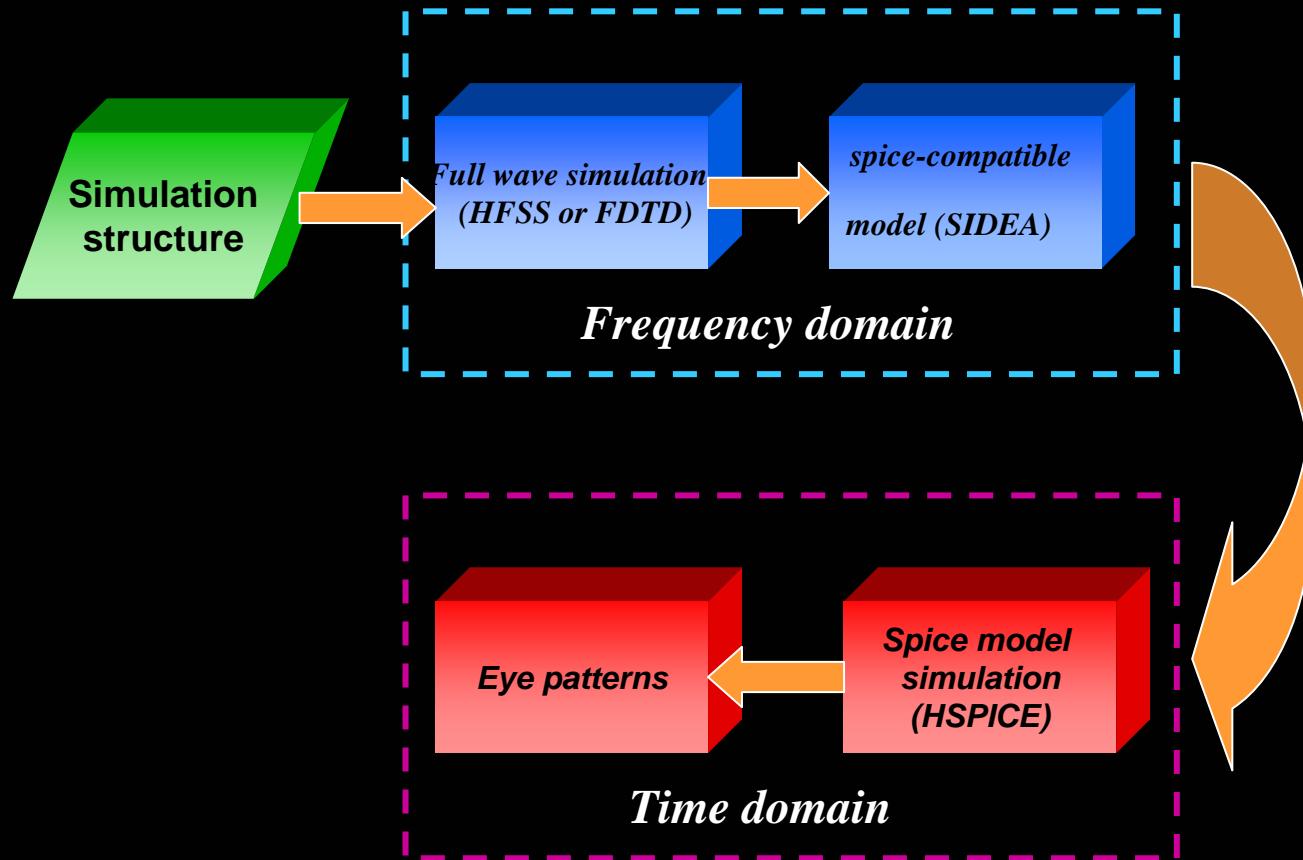 Simulation
structure
Full wave simulation
(HFSS or FDTD)
spice-compatible
model (SIDEA)
Frequency domain
Eye patterns
Spice model
simulation
(HSPICE)
Time domain